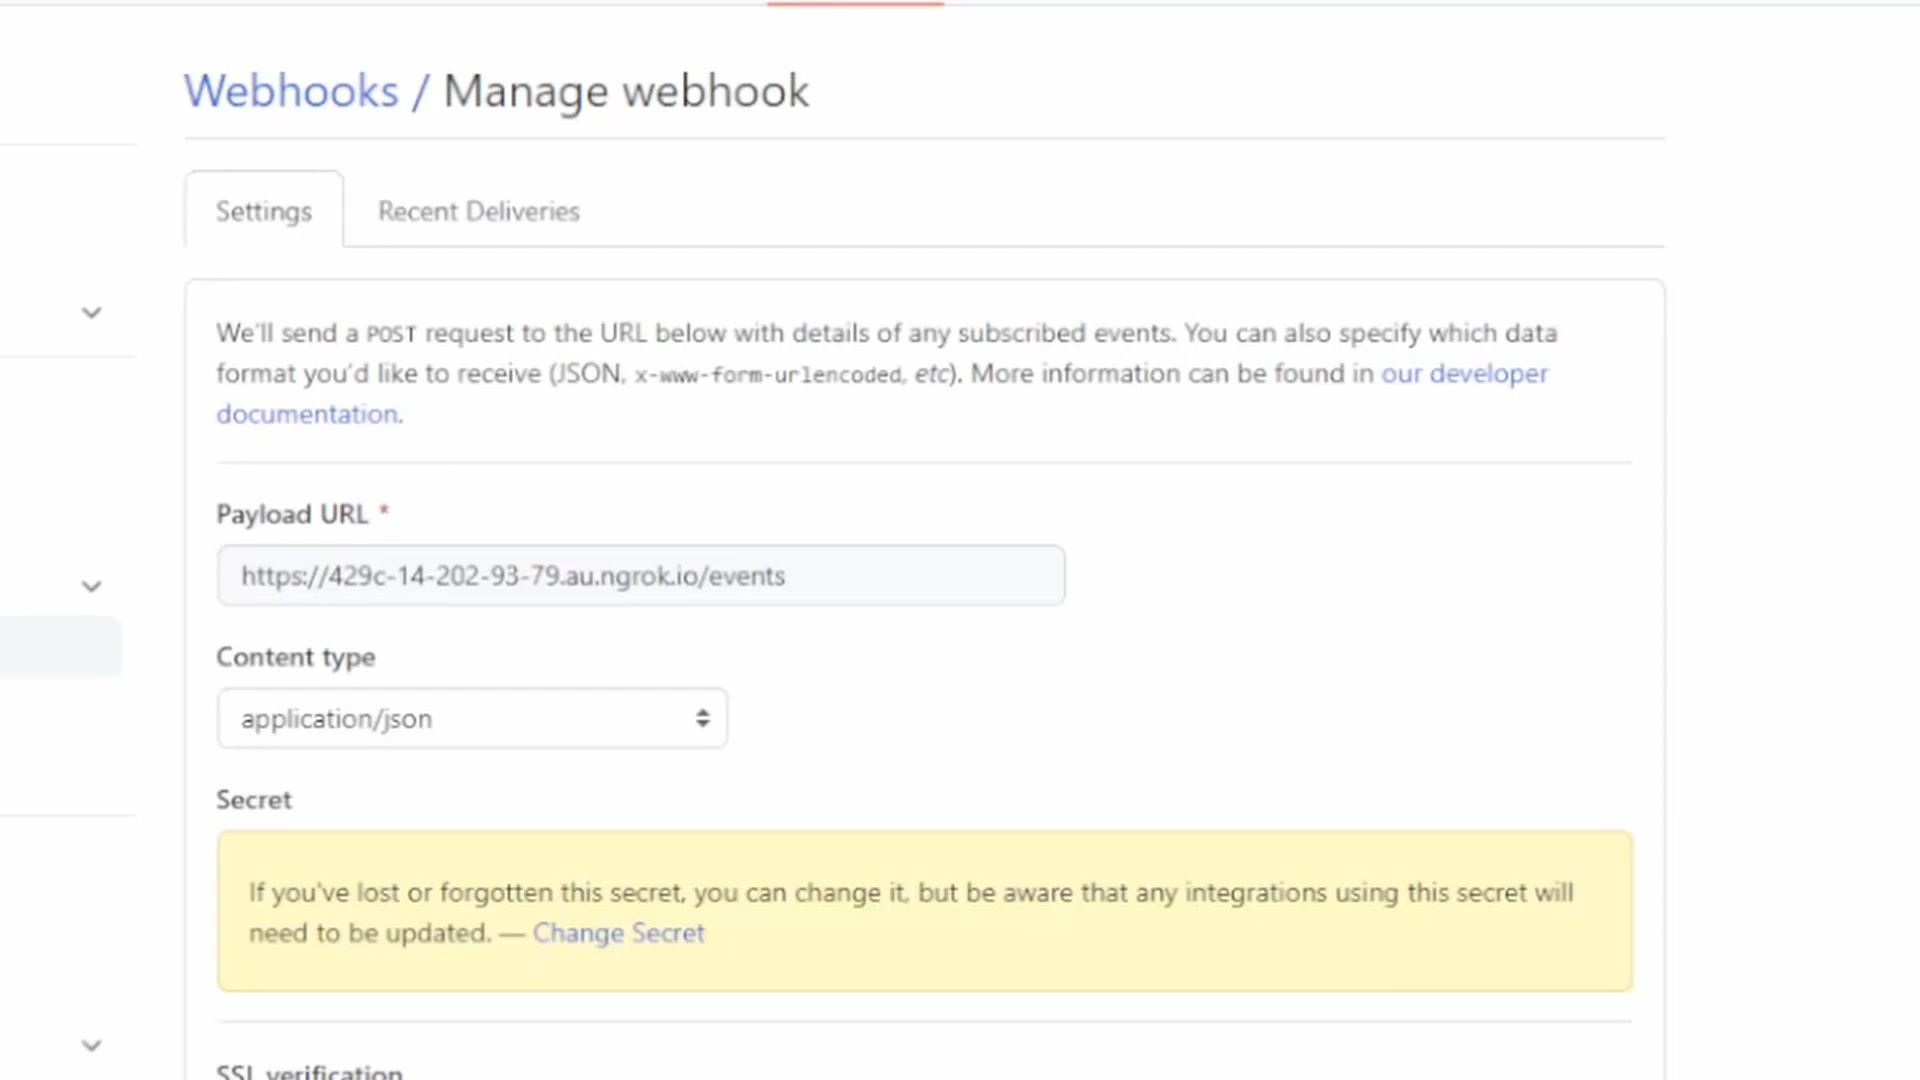 Webhooks / Manage webhook
Settings
Recent Deliveries
We'll send a POST request to the URL below with details of any subscribed events. You can also specify which data
format you'd like to receive (JSON, x-www-form-urlencoded, etc). More information can be found in our developer
documentation.
Payload URL *
https://429c-14-202-93-79.au.ngrok.io/events
Content type
application/json
Secret
If you've lost or forgotten this secret, you can change it, but be aware that any integrations using this secret will
need to be updated. — Change Secret
SSL verification